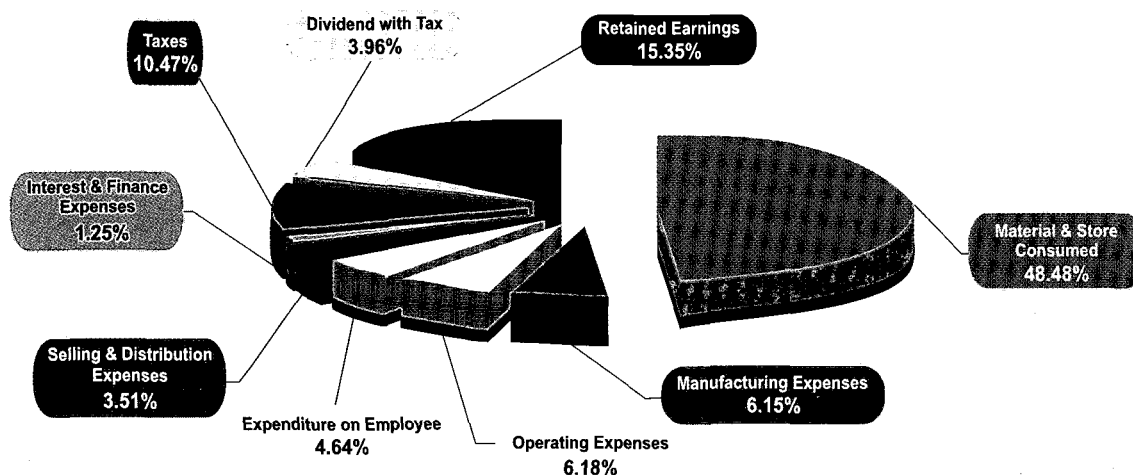 Dividend with Tax
3.96%
Retained Earnings
15.35%
Taxes
10.47%
Interest & Finance
Expenses
1.25%
Material & Store
Consumed
48.48%
Selling & Distribution
Expenses
3.51%
Manufacturing Expenses
6.15%
Expenditure on Employee
4.64%
Operating Expenses
6.18%